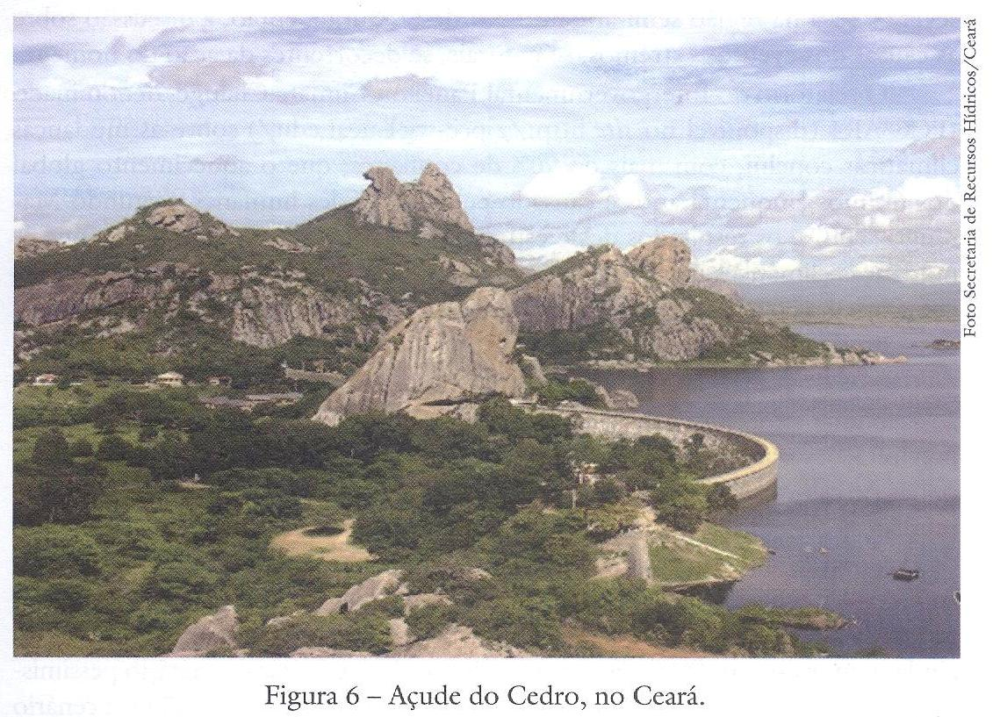 Foto Secretaria de Recursos Hídricos/Ceará
Figura 6 – Açude do Cedro, no Ceará.